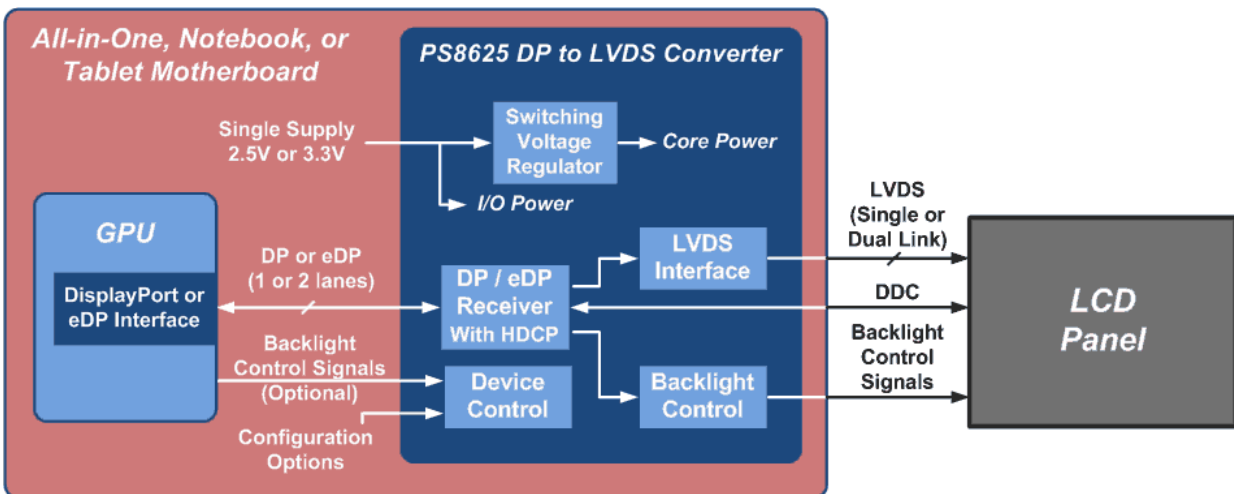 All-in-One, Notebook, or
Tablet Motherboard
PS8625 DP to LVDS Converter
Single Supply
2.5V or 3.3V
Switching
Voltage
Regulator
Core Power
I/O Power
GPU
DisplayPort or
eDP Interface
DP or eDP
(1 or 2 lanes)
DP / eDP
Receiver
With HDCP
LVDS
Interface
Backlight
Control Signals
(Optional)
Device
Control
Backlight
Control
Configuration
Options
LVDS
(Single or
Dual Link)
DDC
Backlight
Control
Signals
LCD
Panel